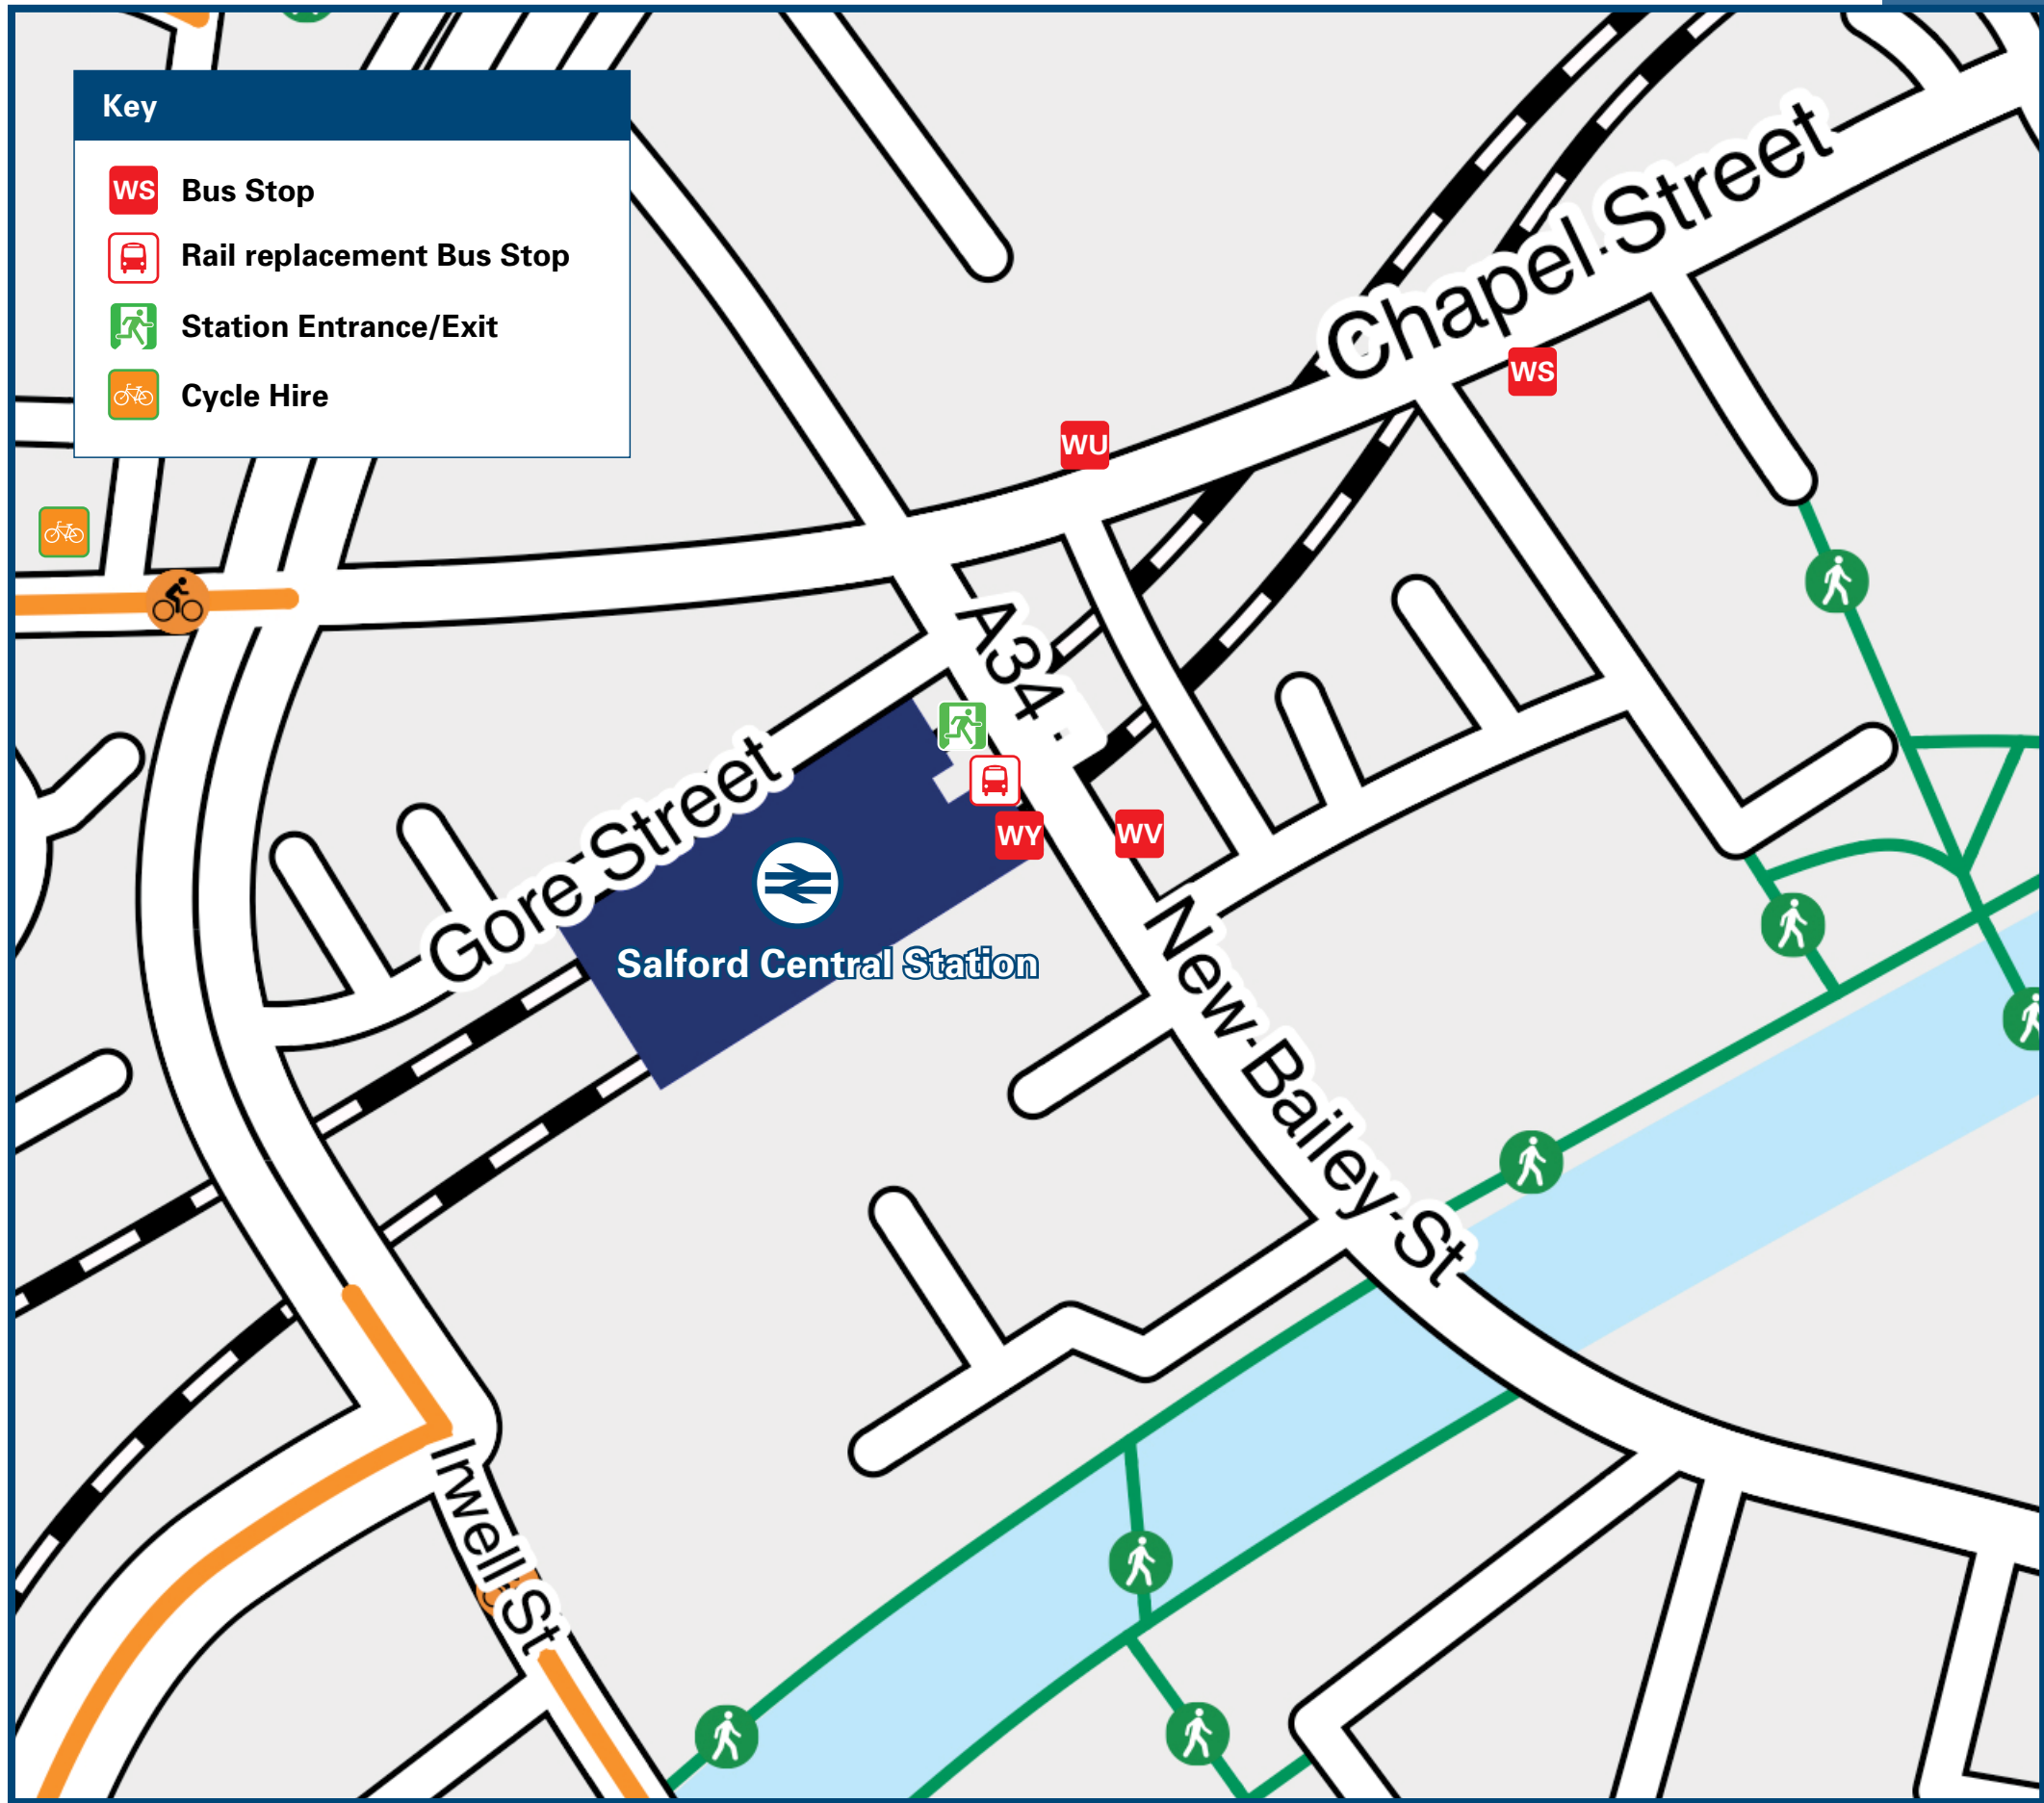 Key
WS Bus Stop
Rail replacement Bus Stop
Station Entrance/Exit
Cycle Hire
Chapel Street
WS
WU
A34
Gore Street
WY
WV
Salford Central Station
New Bailey St
Irwell St